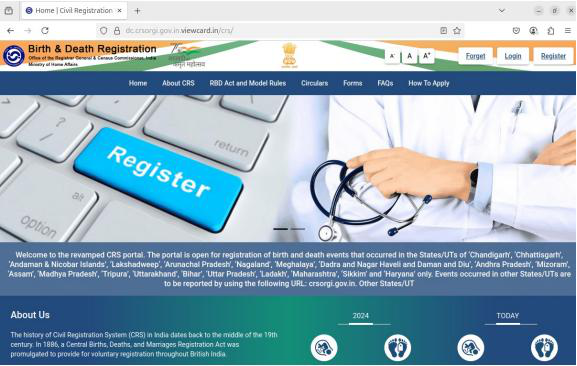 Home | Civil Registration
dc.crsorgi.gov.in.viewcard.in/crs/
Birth & Death Registration
Office of the Registrar General & Census Commissioner, India
Ministry of Home Affairs
अमृत महोत्सव
A- A A+ Forget Login Register
Home About CRS RBD Act and Model Rules Circulars Forms FAQs How To Apply
?
return
Register
alt
option
Welcome to the revamped CRS portal. The portal is open for registration of birth and death events that occurred in the States/UTs of 'Chandigarh', 'Chhattisgarh',
'Andaman & Nicobar Islands', 'Lakshadweep', 'Arunachal Pradesh', 'Nagaland', 'Meghalaya', 'Dadra and Nagar Haveli and Daman and Diu', 'Andhra Pradesh', 'Mizoram',
'Assam', 'Madhya Pradesh', 'Tripura', 'Uttarakhand', 'Bihar', 'Uttar Pradesh', 'Ladakh', 'Maharashtra', 'Sikkim' and 'Haryana' only. Events occurred in other States/UTs are
to be reported by using the following URL: crsorgi.gov.in. Other States/UT
About Us
2024 TODAY
The history of Civil Registration System (CRS) in India dates back to the middle of the 19th
century. In 1886, a Central Births, Deaths, and Marriages Registration Act was
promulgated to provide for voluntary registration throughout British India.